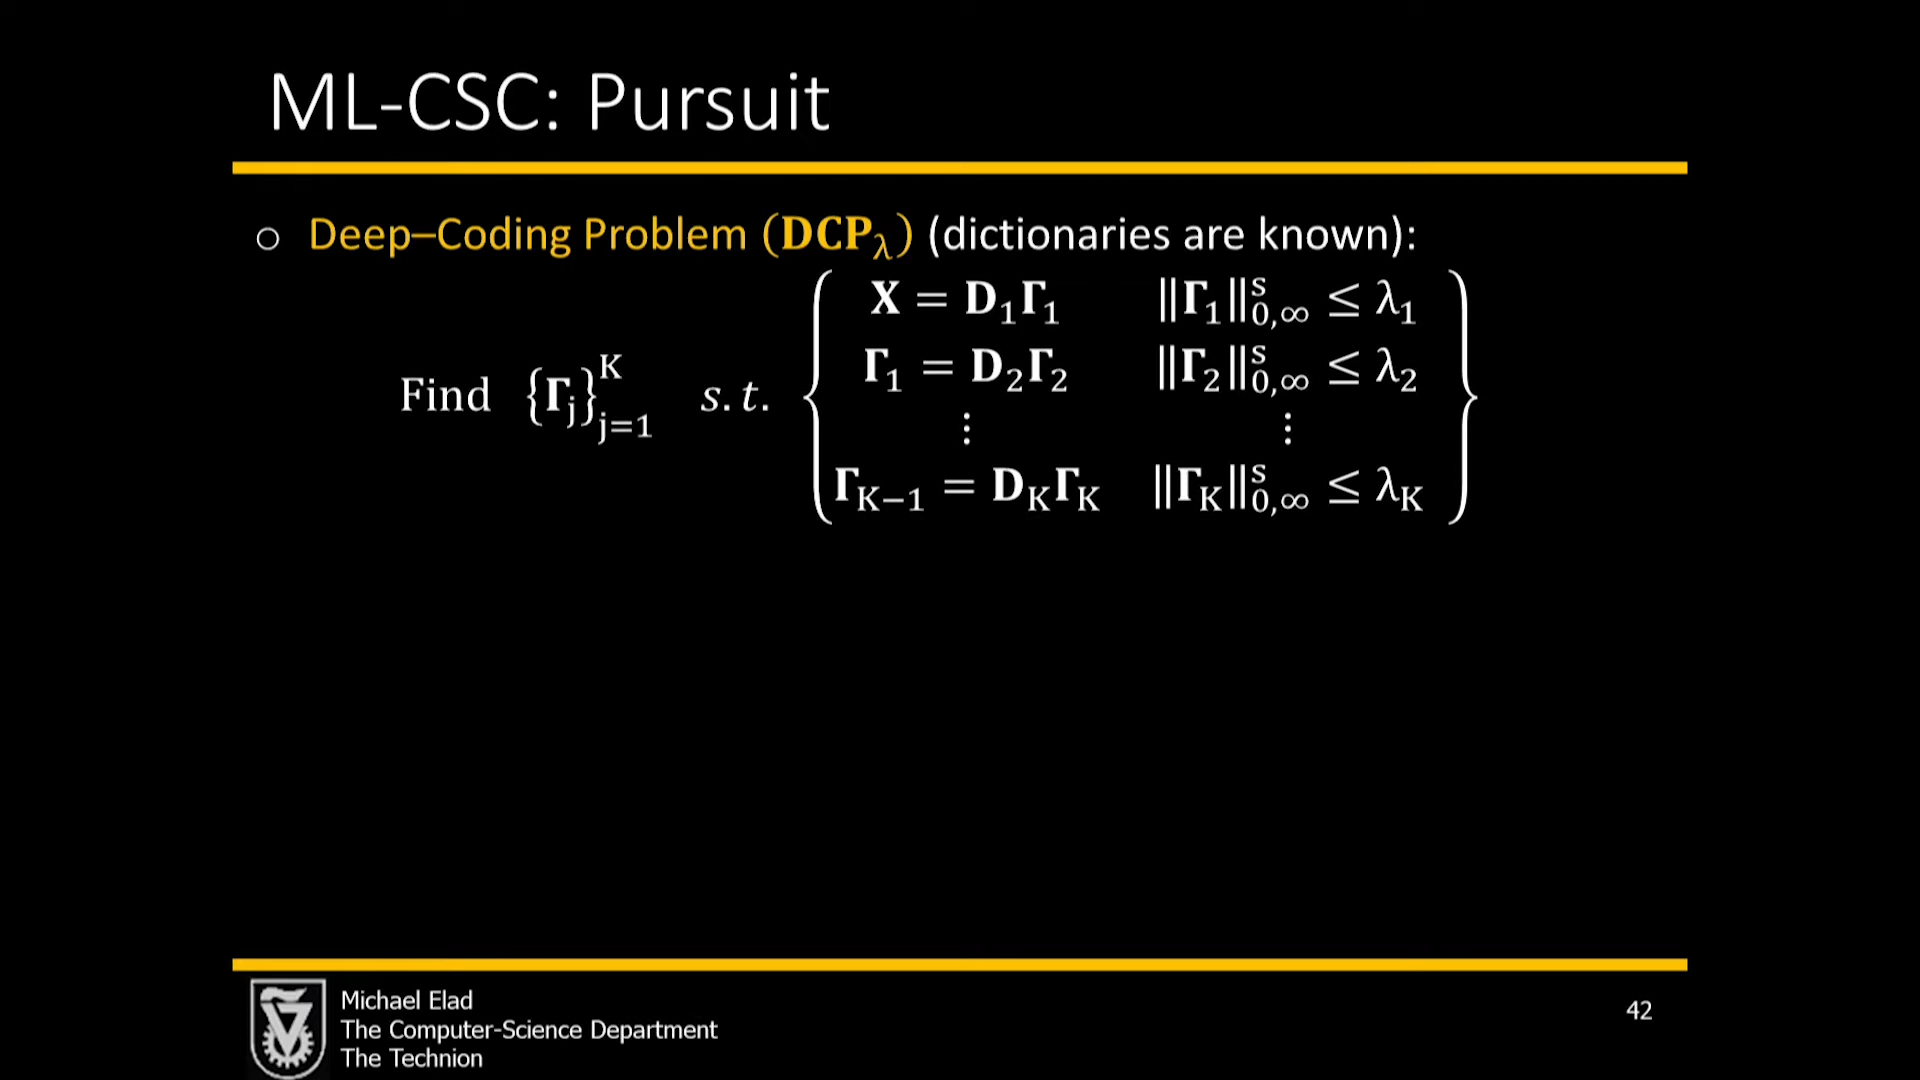 ML-CSC: Pursuit
○ Deep–Coding Problem (𝐃𝐂𝐏_λ) (dictionaries are known):
𝐗 = 𝐃₁𝚪₁ ‖𝚪₁‖^s_{0,∞} ≤ λ₁
𝚪₁ = 𝐃₂𝚪₂ ‖𝚪₂‖^s_{0,∞} ≤ λ₂
Find {𝚪_j}^K_{j=1} s.t.
⋮ ⋮
𝚪_{K−1} = 𝐃_K𝚪_K ‖𝚪_K‖^s_{0,∞} ≤ λ_K
Michael Elad
The Computer-Science Department
The Technion
42